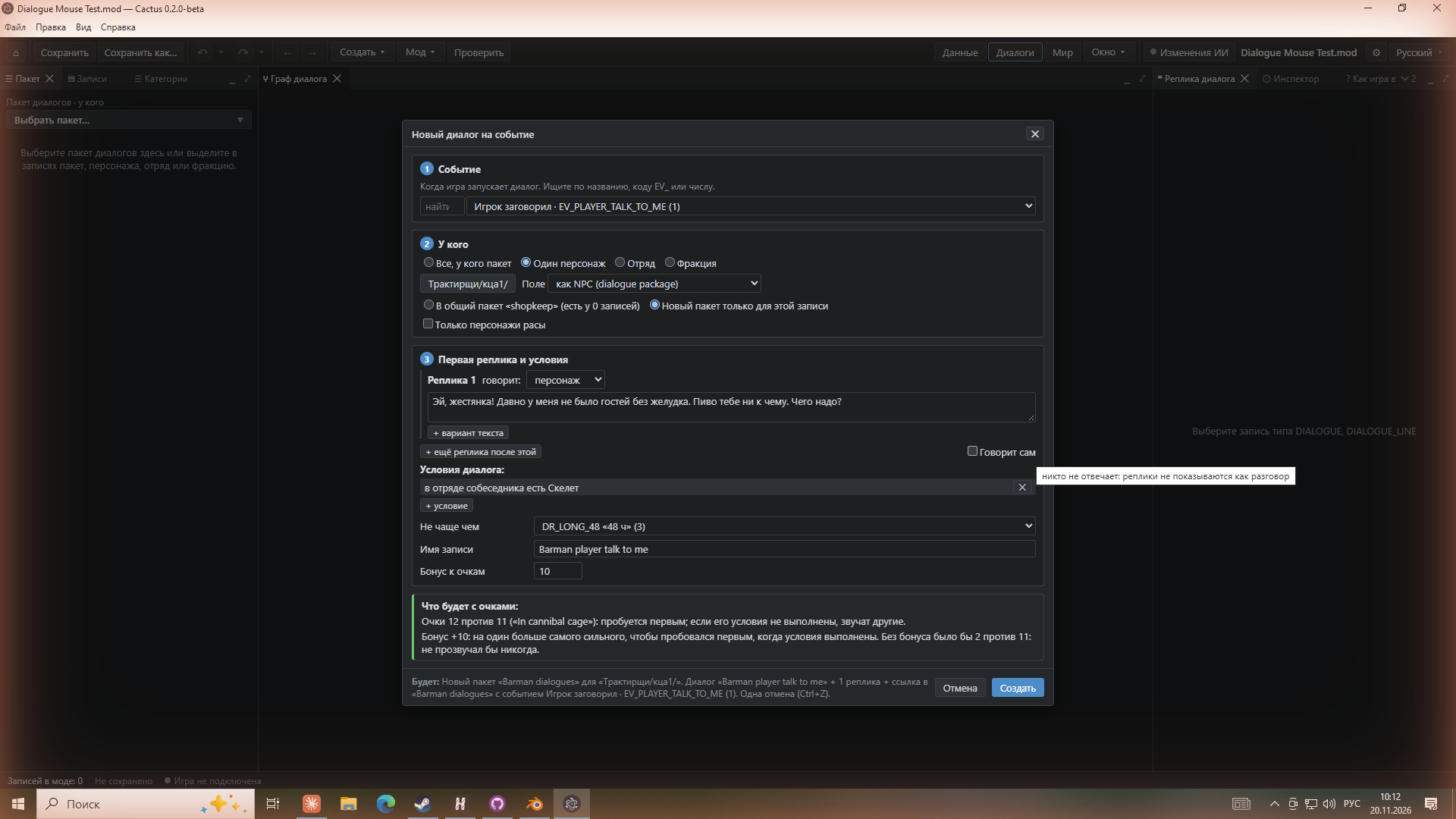 Dialogue Mouse Test.mod — Cactus 0.2.0-beta
Файл Правка Вид Справка
Сохранить Сохранить как... Создать Мод Проверить Данные Диалоги Мир Окно Изменения ИИ Dialogue Mouse Test.mod Русский
Пакет Записи Категории Граф диалога Реплика диалога Инспектор ? Как игра в 2
Пакет диалогов · у кого
Выбрать пакет...
Выберите пакет диалогов здесь или выделите в
записях пакет, персонажа, отряд или фракцию.
Новый диалог на событие
1 Событие
Когда игра запускает диалог. Ищите по названию, коду EV_ или числу.
найти Игрок заговорил · EV_PLAYER_TALK_TO_ME (1)
2 У кого
Все, у кого пакет Один персонаж Отряд Фракция
Трактирщи/кца1/ Поле как NPC (dialogue package)
В общий пакет «shopkeep» (есть у 0 записей) Новый пакет только для этой записи
Только персонажи расы
3 Первая реплика и условия
Реплика 1 говорит: персонаж
Эй, жестянка! Давно у меня не было гостей без желудка. Пиво тебе ни к чему. Чего надо?
+ вариант текста
+ ещё реплика после этой Говорит сам
Условия диалога:
никто не отвечает: реплики не показываются как разговор
в отряде собеседника есть Скелет
+ условие
Не чаще чем DR_LONG_48 «48 ч» (3)
Имя записи Barman player talk to me
Бонус к очкам 10
Что будет с очками:
Очки 12 против 11 («In cannibal cage»): пробуется первым; если его условия не выполнены, звучат другие.
Бонус +10: на один больше самого сильного, чтобы пробовался первым, когда условия выполнены. Без бонуса было бы 2 против 11:
не прозвучал бы никогда.
Будет: Новый пакет «Barman dialogues» для «Трактирщи/кца1/». Диалог «Barman player talk to me» + 1 реплика + ссылка в
«Barman dialogues» с событием Игрок заговорил · EV_PLAYER_TALK_TO_ME (1). Одна отмена (Ctrl+Z).
Отмена Создать
Выберите запись типа DIALOGUE, DIALOGUE_LINE
Записей в моде: 0 Не сохранено Игра не подключена
Поиск
РУС
10:12
20.11.2026